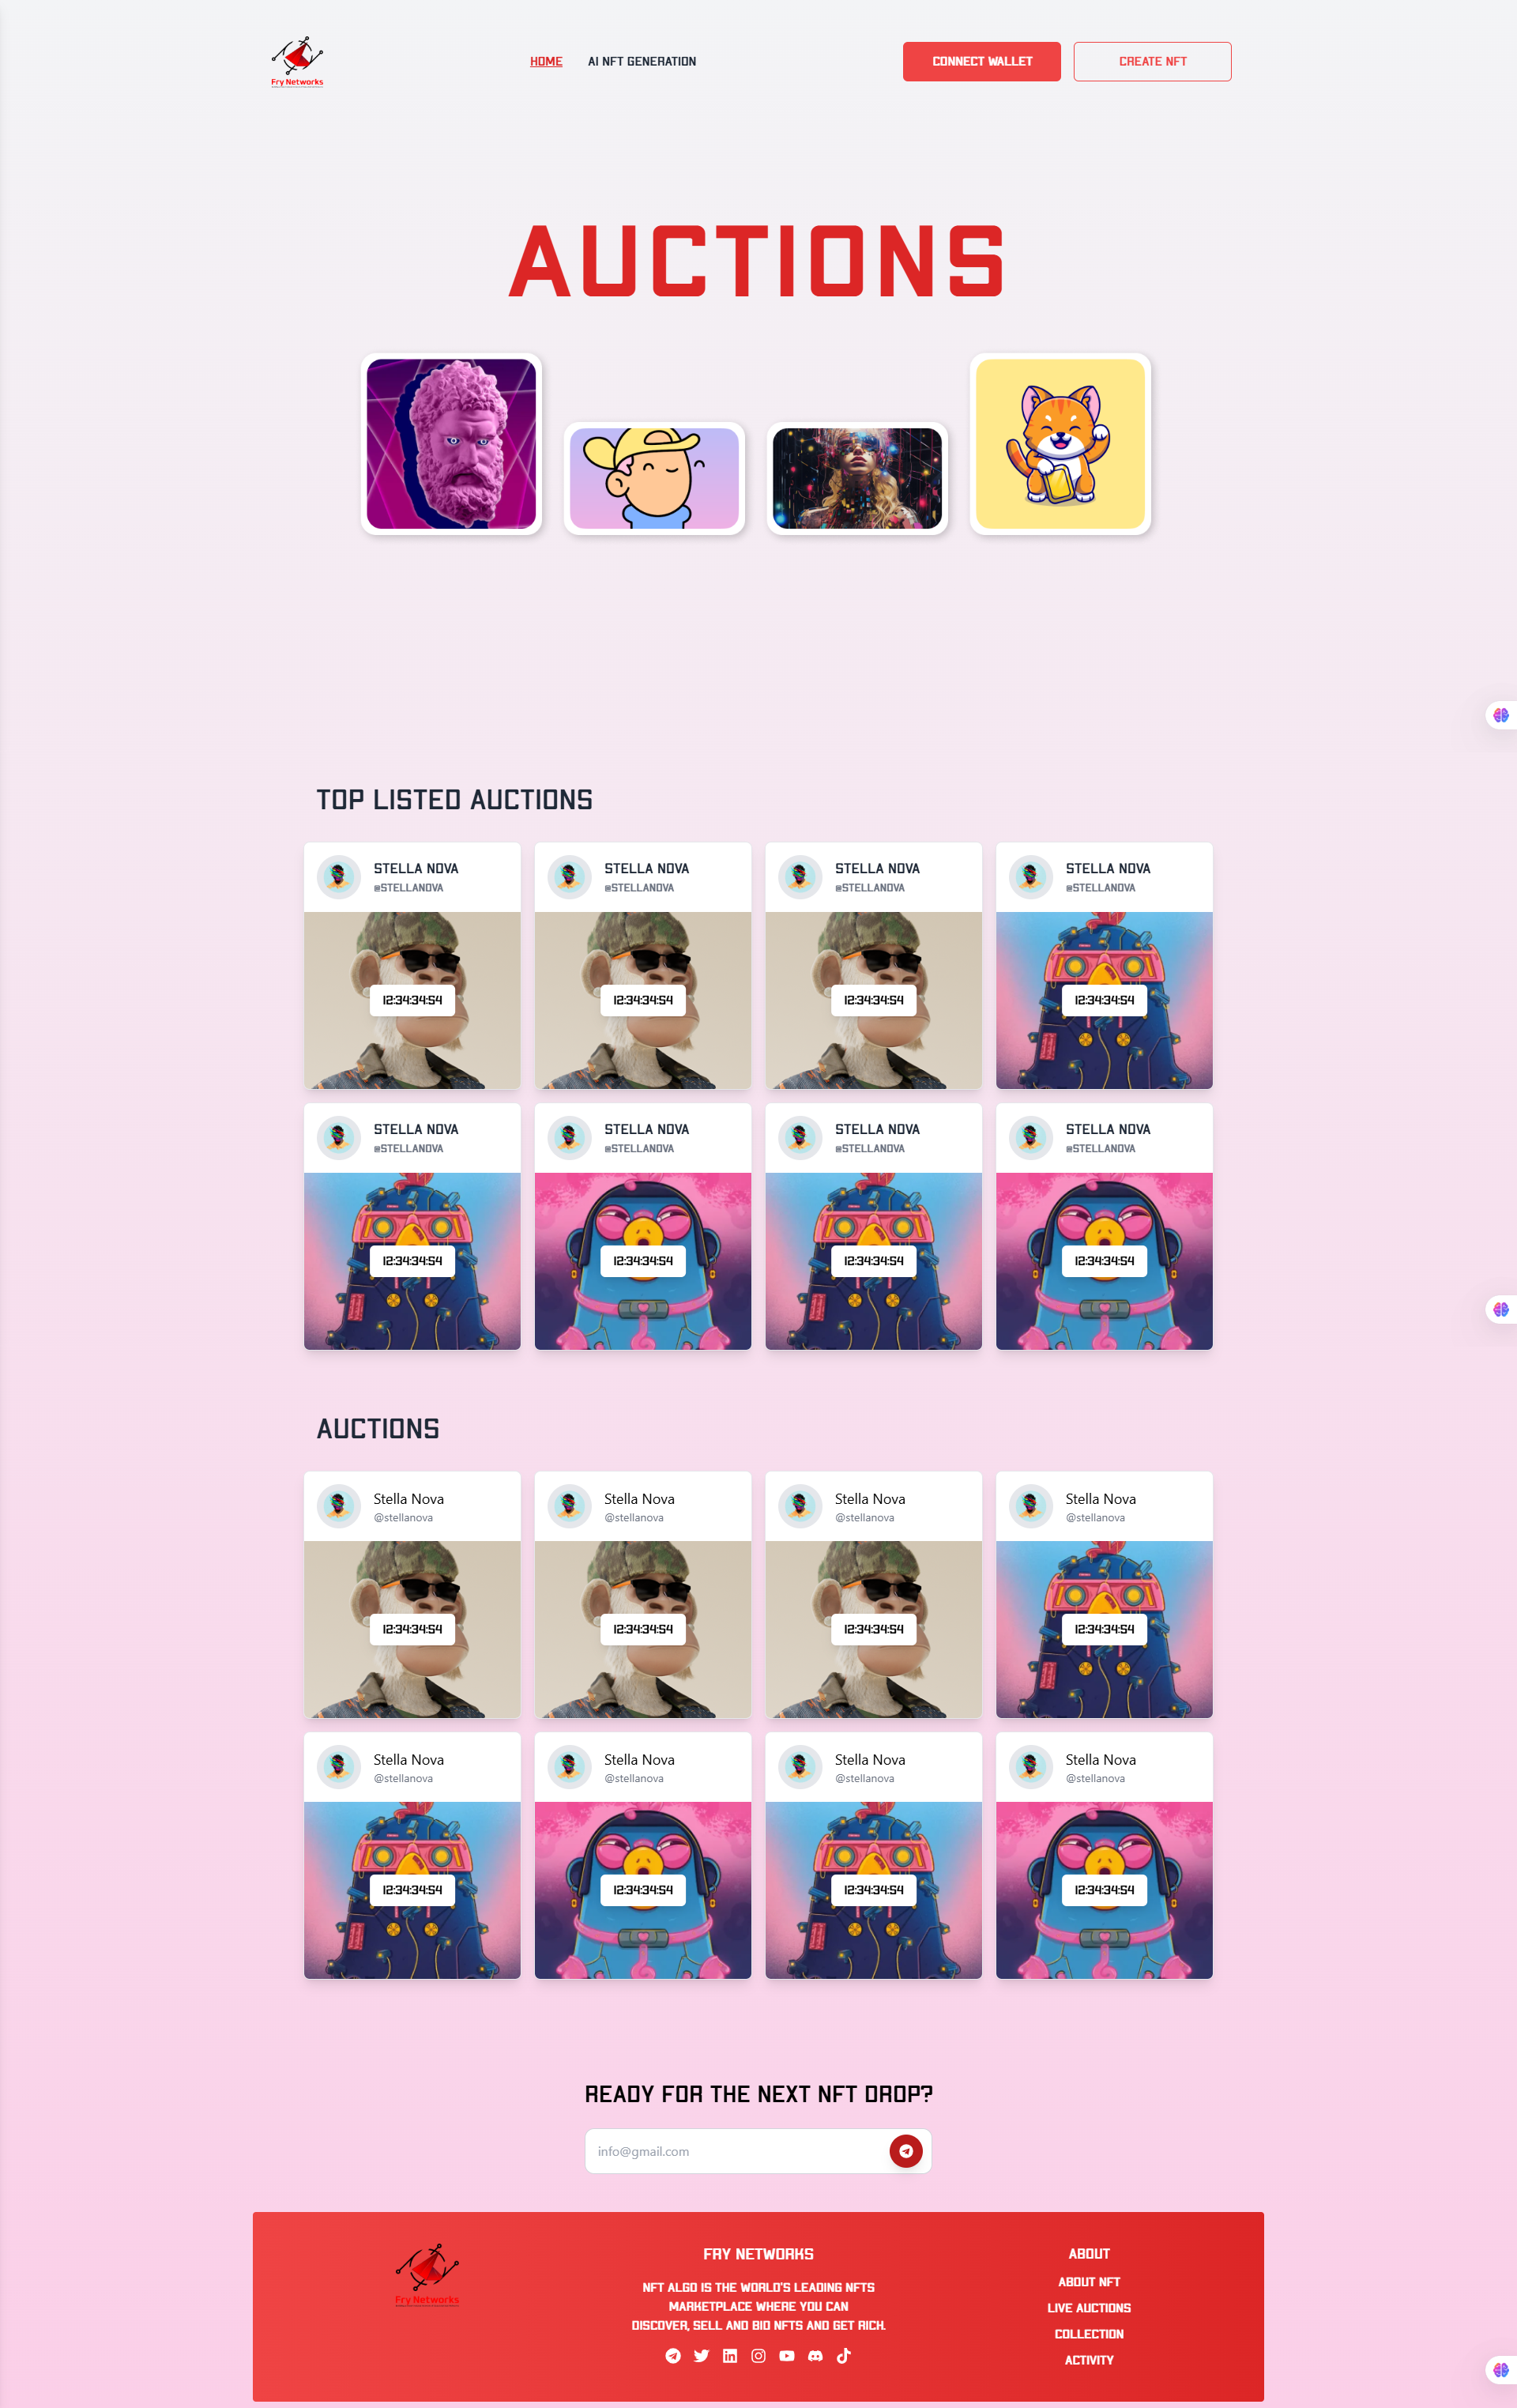 Fry Networks
HOME
AI NFT GENERATION
CONNECT WALLET
CREATE NFT
AUCTIONS
TOP LISTED AUCTIONS
STELLA NOVA
@STELLANOVA
STELLA NOVA
@STELLANOVA
STELLA NOVA
@STELLANOVA
STELLA NOVA
@STELLANOVA
12:34:34:54
12:34:34:54
12:34:34:54
12:34:34:54
STELLA NOVA
@STELLANOVA
STELLA NOVA
@STELLANOVA
STELLA NOVA
@STELLANOVA
STELLA NOVA
@STELLANOVA
12:34:34:54
12:34:34:54
12:34:34:54
12:34:34:54
AUCTIONS
Stella Nova
@stellanova
Stella Nova
@stellanova
Stella Nova
@stellanova
Stella Nova
@stellanova
12:34:34:54
12:34:34:54
12:34:34:54
12:34:34:54
Stella Nova
@stellanova
Stella Nova
@stellanova
Stella Nova
@stellanova
Stella Nova
@stellanova
12:34:34:54
12:34:34:54
12:34:34:54
12:34:34:54
READY FOR THE NEXT NFT DROP?
info@gmail.com
Fry Networks
FRY NETWORKS
NFT ALGO IS THE WORLD'S LEADING NFTS
MARKETPLACE WHERE YOU CAN
DISCOVER, SELL AND BID NFTS AND GET RICH.
ABOUT
ABOUT NFT
LIVE AUCTIONS
COLLECTION
ACTIVITY